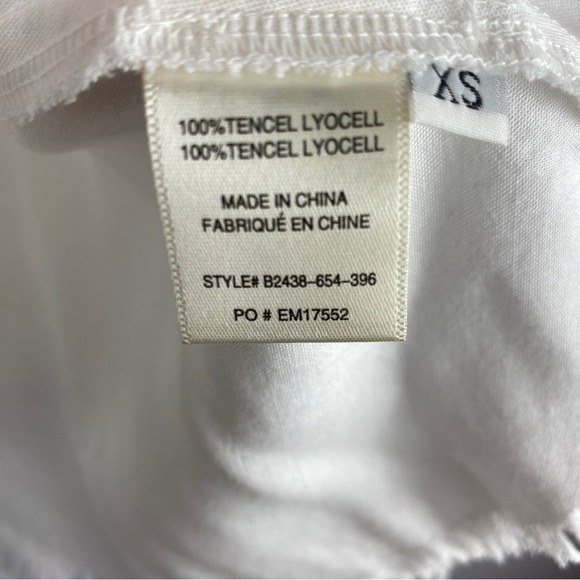 XS
100%TENCEL LYOCELL
100%TENCEL LYOCELL
MADE IN CHINA
FABRIQUÉ EN CHINE
STYLE# B2438-654-396
PO # EM17552